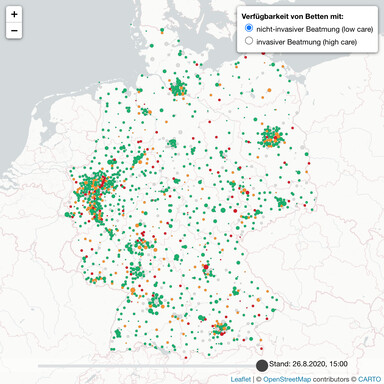 +
−
Verfügbarkeit von Betten mit:
nicht-invasiver Beatmung (low care)
invasiver Beatmung (high care)
Stand: 26.8.2020, 15:00
Leaflet | © OpenStreetMap contributors © CARTO